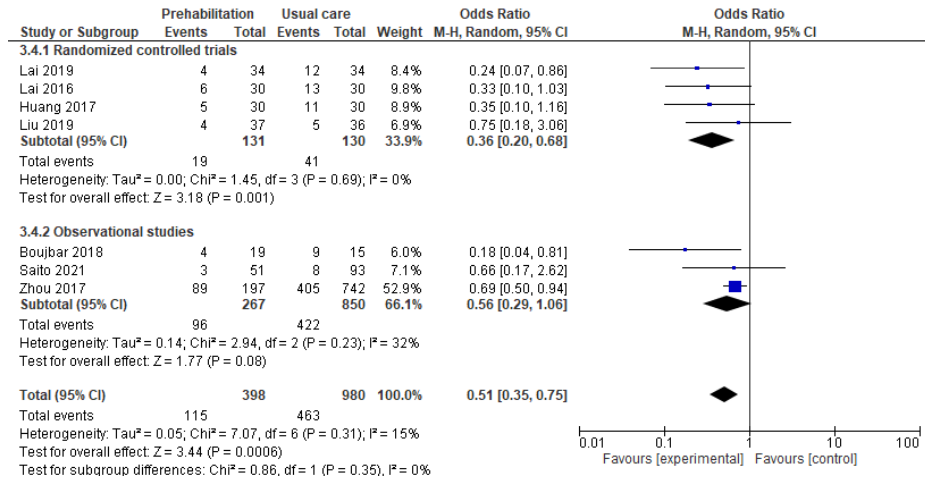 Prehabilitation Usual care Odds Ratio Odds Ratio
Study or Subgroup Events Total Events Total Weight M-H, Random, 95% CI M-H, Random, 95% CI
3.4.1 Randomized controlled trials
Lai 2019 4 34 12 34 8.4% 0.24 [0.07, 0.86]
Lai 2016 6 30 13 30 9.7% 0.33 [0.10, 1.03]
Huang 2017 5 30 11 30 8.9% 0.35 [0.10, 1.16]
Liu 2019 4 37 5 36 6.9% 0.75 [0.18, 3.06]
Subtotal (95% CI) 131 130 33.9% 0.36 [0.20, 0.68]
Total events 19 41
Heterogeneity: Tau² = 0.00; Chi² = 1.45, df = 3 (P = 0.69); I² = 0%
Test for overall effect: Z = 3.18 (P = 0.001)
3.4.2 Observational studies
Boujbar 2018 4 19 9 15 6.0% 0.18 [0.04, 0.81]
Saito 2021 3 51 8 93 7.1% 0.66 [0.17, 2.62]
Zhou 2017 89 197 405 742 52.9% 0.69 [0.50, 0.94]
Subtotal (95% CI) 267 850 66.1% 0.56 [0.29, 1.06]
Total events 96 422
Heterogeneity: Tau² = 0.14; Chi² = 2.94, df = 2 (P = 0.23); I² = 32%
Test for overall effect: Z = 1.77 (P = 0.08)
Total (95% CI) 398 980 100.0% 0.51 [0.35, 0.75]
Total events 115 463
Heterogeneity: Tau² = 0.05; Chi² = 7.07, df = 6 (P = 0.31); I² = 15%
Test for overall effect: Z = 3.44 (P = 0.0006)
Test for subgroup differences: Chi² = 0.86, df = 1 (P = 0.35), I² = 0%
0.01 0.1 1 10 100
Favours [experimental] Favours [control]